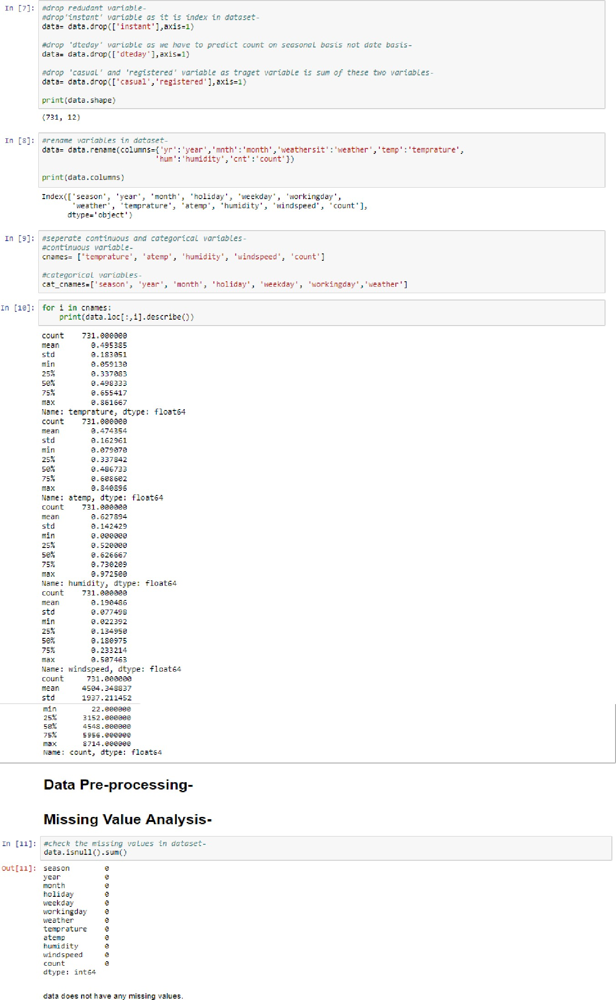 In [7]: #drop redudant variable-
#drop'instant' variable as it is index in dataset-
data= data.drop(['instant'],axis=1)
#drop 'dteday' variable as we have to predict count on seasonal basis not date basis-
data= data.drop(['dteday'],axis=1)
#drop 'casual' and 'registered' variable as traget variable is sum of these two variables-
data= data.drop(['casual','registered'],axis=1)
print(data.shape)
(731, 12)
In [8]: #rename variables in dataset-
data= data.rename(columns={'yr':'year','mnth':'month','weathersit':'weather','temp':'temprature',
'hum':'humidity','cnt':'count'})
print(data.columns)
Index(['season', 'year', 'month', 'holiday', 'weekday', 'workingday',
'weather', 'temprature', 'atemp', 'humidity', 'windspeed', 'count'],
dtype='object')
In [9]: #seperate continuous and categorical variables-
#continuous variable-
cnames= ['temprature', 'atemp', 'humidity', 'windspeed', 'count']
#categorical variables-
cat_cnames=['season', 'year', 'month', 'holiday', 'weekday', 'workingday','weather']
In [10]: for i in cnames:
print(data.loc[:,i].describe())
count 731.000000
mean 0.495385
std 0.183051
min 0.059130
25% 0.337083
50% 0.498333
75% 0.655417
max 0.861667
Name: temprature, dtype: float64
count 731.000000
mean 0.474354
std 0.162961
min 0.079070
25% 0.337842
50% 0.486733
75% 0.608602
max 0.840896
Name: atemp, dtype: float64
count 731.000000
mean 0.627894
std 0.142429
min 0.000000
25% 0.520000
50% 0.626667
75% 0.730209
max 0.972500
Name: humidity, dtype: float64
count 731.000000
mean 0.190486
std 0.077498
min 0.022392
25% 0.134950
50% 0.180975
75% 0.233214
max 0.507463
Name: windspeed, dtype: float64
count 731.000000
mean 4504.348837
std 1937.211452
min 22.000000
25% 3152.000000
50% 4548.000000
75% 5956.000000
max 8714.000000
Name: count, dtype: float64
Data Pre-processing-
Missing Value Analysis-
In [11]: #check the missing values in dataset-
data.isnull().sum()
Out[11]: season 0
year 0
month 0
holiday 0
weekday 0
workingday 0
weather 0
temprature 0
atemp 0
humidity 0
windspeed 0
count 0
dtype: int64
data does not have any missing values.